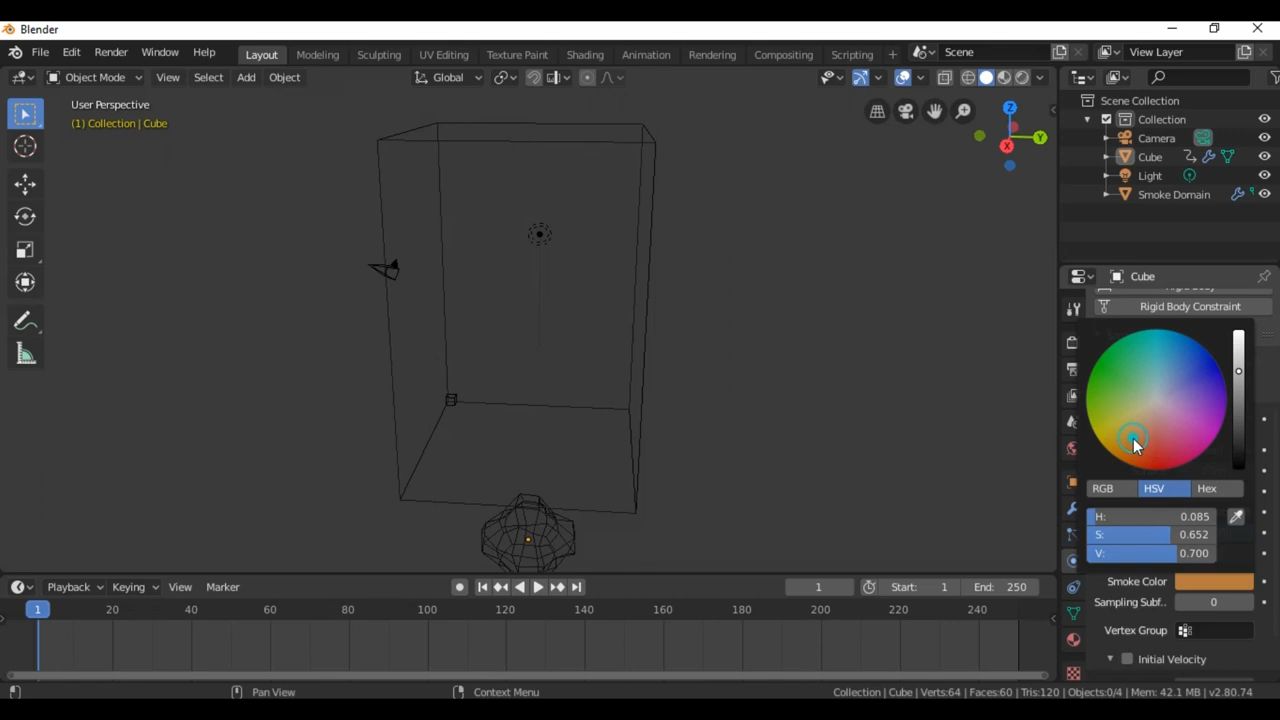 Blender
File Edit Render Window Help Layout Modeling Sculpting UV Editing Texture Paint Shading Animation Rendering Compositing Scripting + Scene View Layer
Object Mode View Select Add Object Global
User Perspective
(1) Collection | Cube
Z
Y
X
Scene Collection
Collection
Camera
Cube
Light
Smoke Domain
Cube
Rigid Body Constraint
RGB HSV Hex
H: 0.085
S: 0.652
V: 0.700
Smoke Color
Sampling Subf.. 0
Vertex Group
Initial Velocity
Playback Keying View Marker 1 Start: 1 End: 250
1 20 40 60 80 100 120 140 160 180 200 220 240
Pan View Context Menu Collection | Cube | Verts:64 | Faces:60 | Tris:120 | Objects:0/4 | Mem: 42.1 MB | v2.80.74